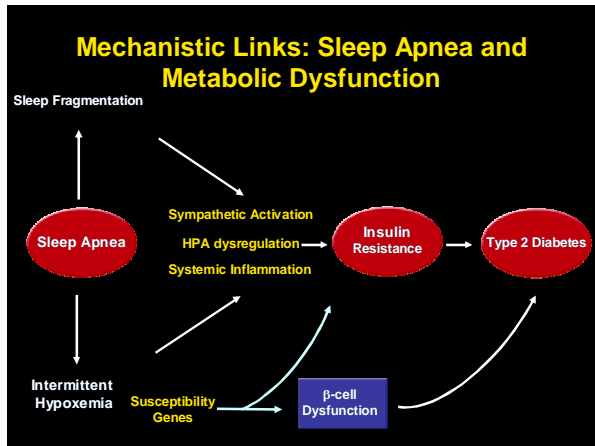 Mechanistic Links: Sleep Apnea and
Metabolic Dysfunction
Sleep Fragmentation
Sympathetic Activation
HPA dysregulation
Systemic Inflammation
Sleep Apnea
Insulin
Resistance
Type 2 Diabetes
Intermittent
Hypoxemia
Susceptibility
Genes
β-cell
Dysfunction